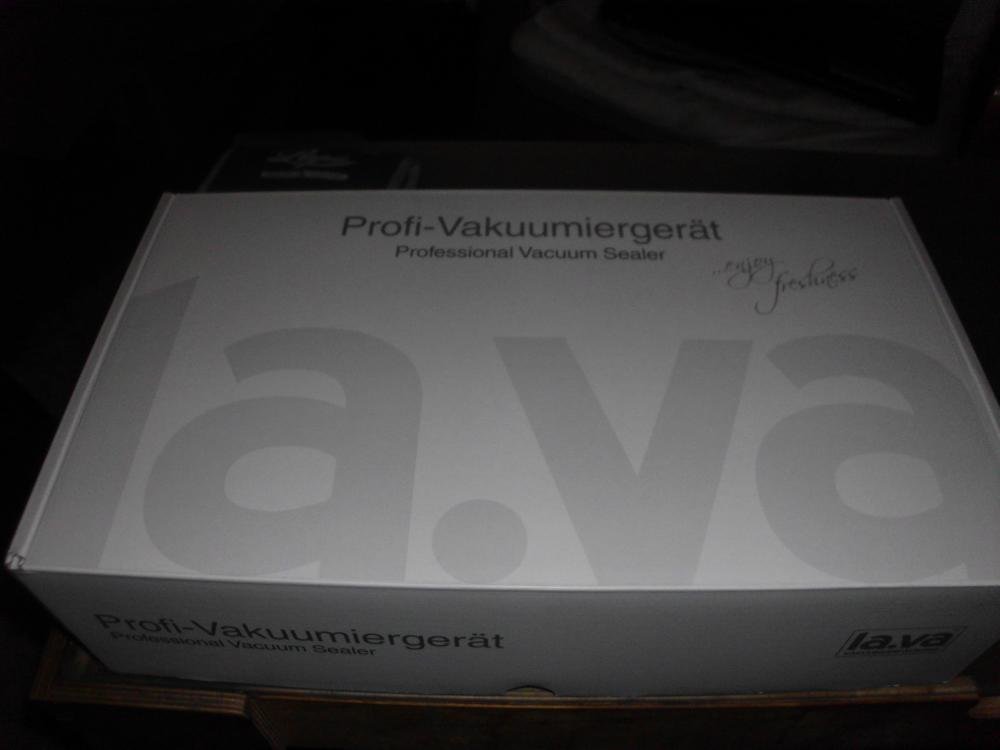 Profi-Vakuumiergerät
Professional Vacuum Sealer
...enjoy
freshness
la.va
Profi-Vakuumiergerät
Professional Vacuum Sealer
la.va